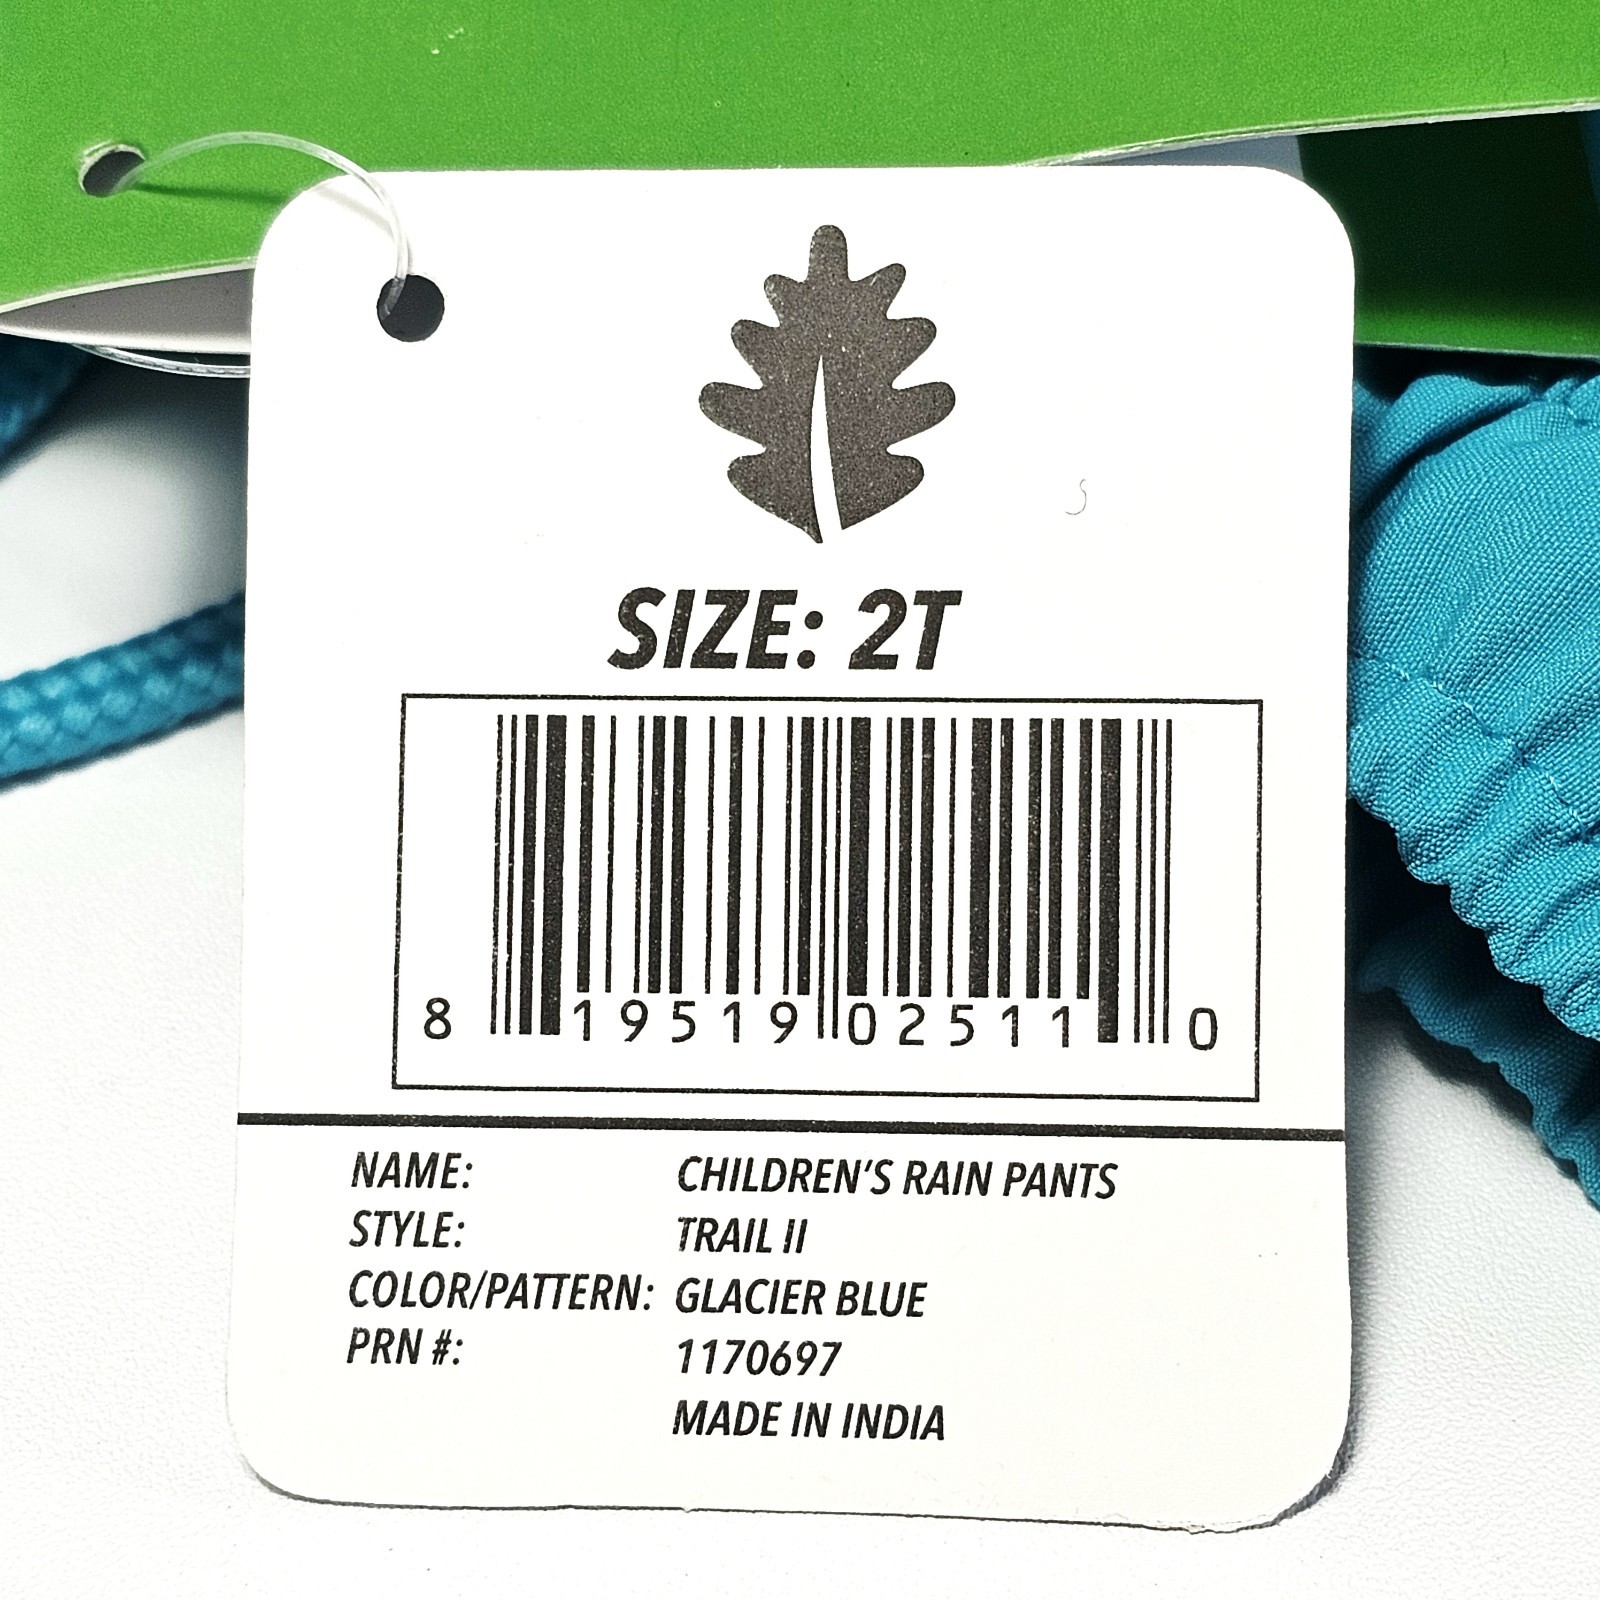 SIZE: 2T
8 19519 02511 0
NAME: CHILDREN'S RAIN PANTS
STYLE: TRAIL II
COLOR/PATTERN: GLACIER BLUE
PRN #: 1170697
MADE IN INDIA